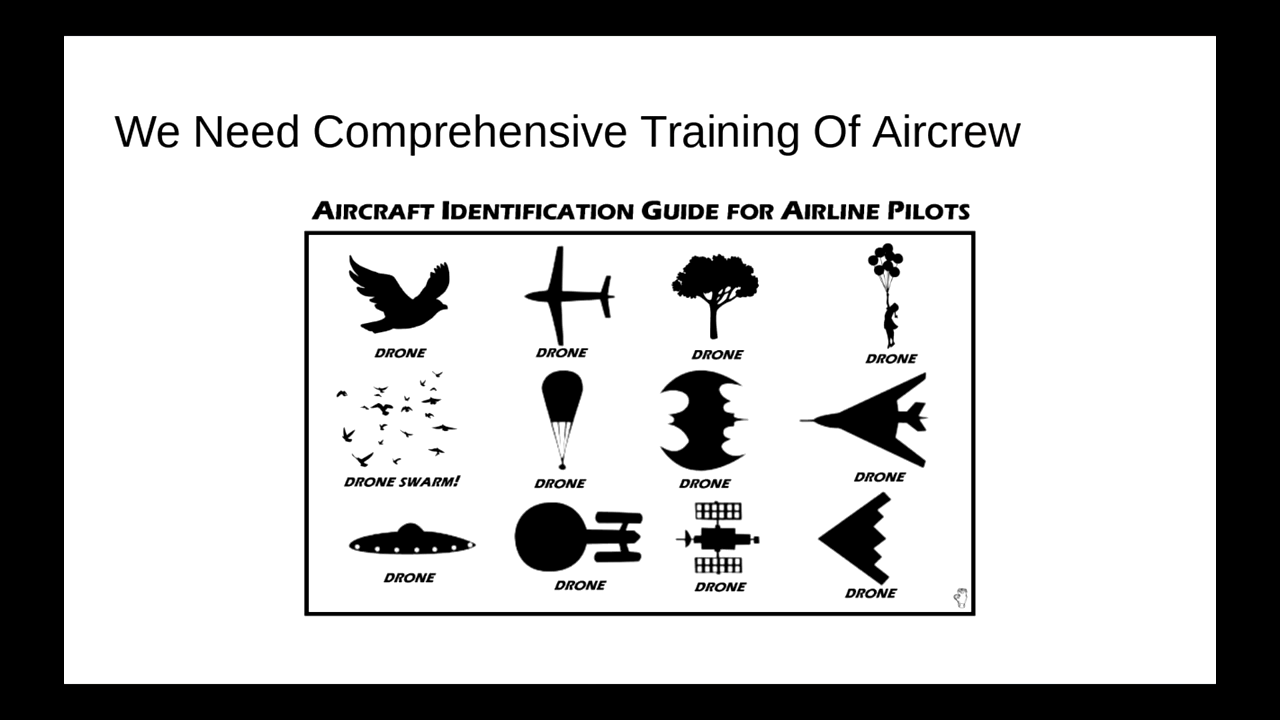 We Need Comprehensive Training Of Aircrew
AIRCRAFT IDENTIFICATION GUIDE FOR AIRLINE PILOTS
DRONE DRONE DRONE DRONE
DRONE SWARM! DRONE DRONE DRONE
DRONE DRONE DRONE DRONE